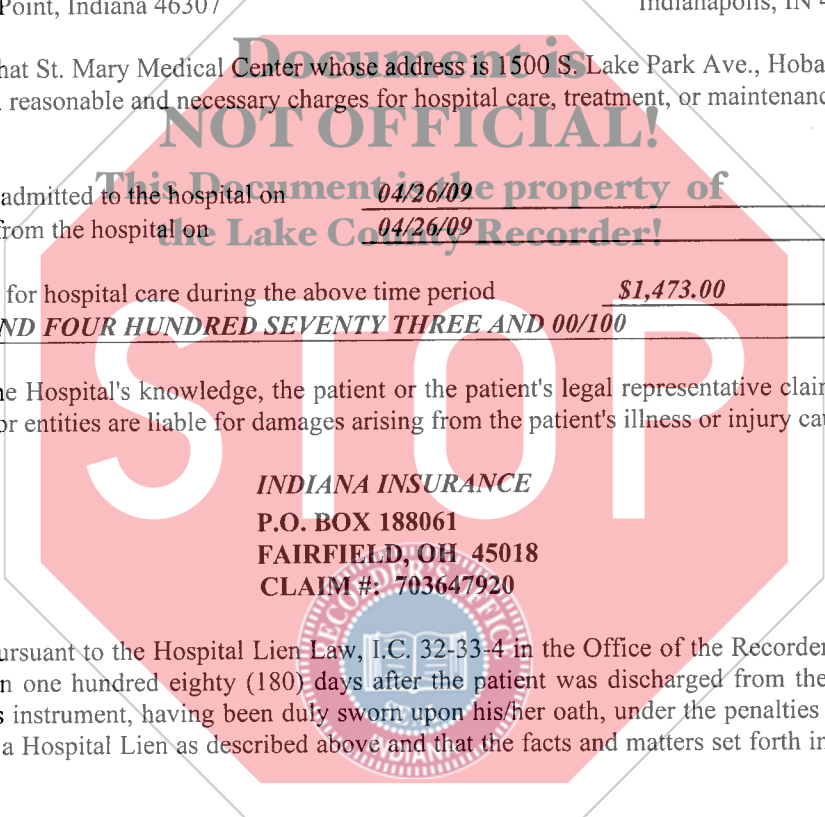 Point, Indiana 46307
Indianapolis, IN
hat St. Mary Medical Center whose address is 1500 S. Lake Park Ave., Hoba
reasonable and necessary charges for hospital care, treatment, or maintenanc
Document is
NOT OFFICIAL!
This Document is the property of
the Lake County Recorder!
admitted to the hospital on 04/26/09
from the hospital on 04/26/09
for hospital care during the above time period $1,473.00
ND FOUR HUNDRED SEVENTY THREE AND 00/100
STOP
e Hospital's knowledge, the patient or the patient's legal representative clai
or entities are liable for damages arising from the patient's illness or injury cau
INDIANA INSURANCE
P.O. BOX 188061
FAIRFIELD, OH 45018
CLAIM #: 703647920
RECORDER'S OFFIC
INDIANA
ursuant to the Hospital Lien Law, I.C. 32-33-4 in the Office of the Recorder
n one hundred eighty (180) days after the patient was discharged from the
s instrument, having been duly sworn upon his/her oath, under the penalties
a Hospital Lien as described above and that the facts and matters set forth in